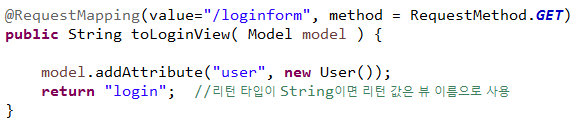 @RequestMapping(value="/loginform", method = RequestMethod.GET)
public String toLoginView( Model model ) {
model.addAttribute("user", new User());
return "login";  //리턴 타입이 String이면 리턴 값은 뷰 이름으로 사용
}